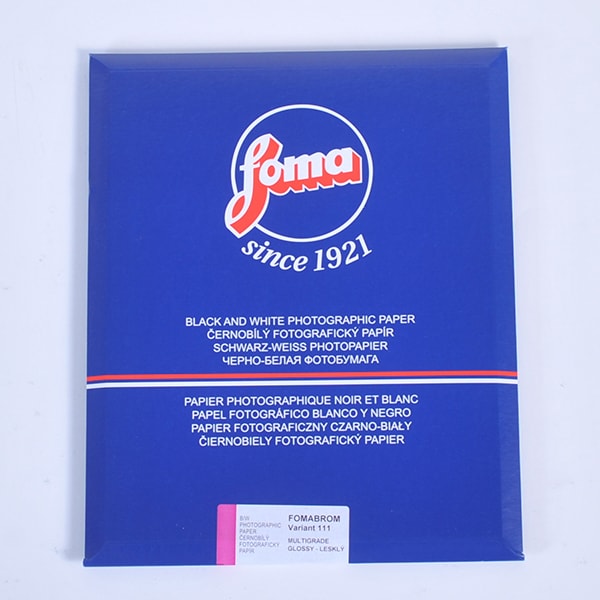 foma
since 1921
BLACK AND WHITE PHOTOGRAPHIC PAPER
ČERNOBÍLÝ FOTOGRAFICKÝ PAPÍR
SCHWARZ-WEISS PHOTOPAPIER
ЧЕРНО-БЕЛАЯ ФОТОБУМАГА
PAPIER PHOTOGRAPHIQUE NOIR ET BLANC
PAPEL FOTOGRÁFICO BLANCO Y NEGRO
PAPIER FOTOGRAFICZNY CZARNO-BIAŁY
ČIERNOBIELY FOTOGRAFICKÝ PAPIER
B/W
PHOTOGRAPHIC
PAPER
ČERNOBÍLÝ
FOTOGRAFICKÝ
PAPÍR
FOMABROM
Variant 111
MULTIGRADE
GLOSSY - LESKLÝ